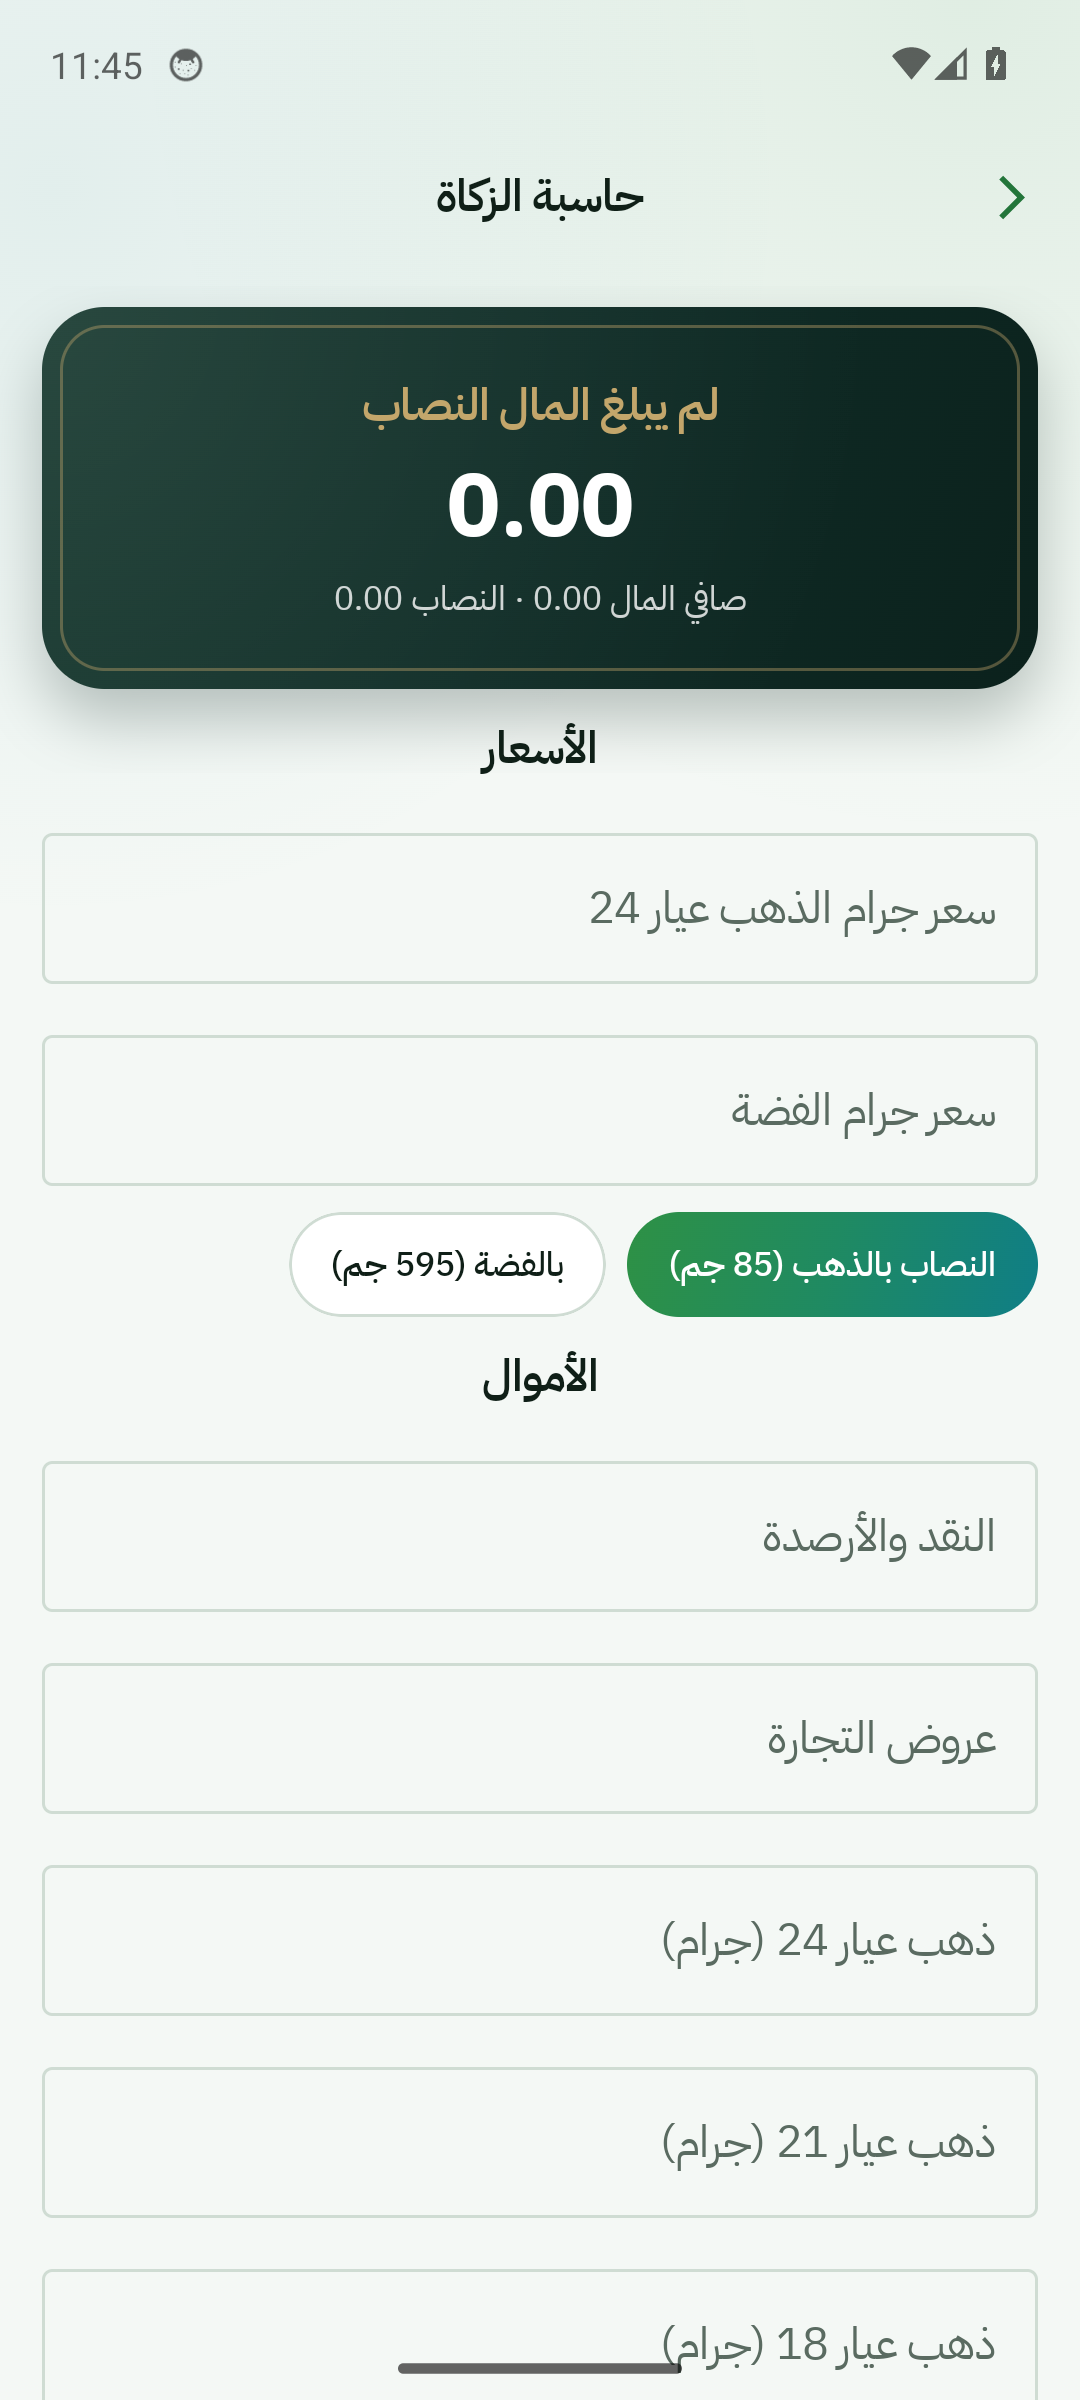 11:45
حاسبة الزكاة
لم يبلغ المال النصاب
0.00
صافي المال 0.00 · النصاب 0.00
الأسعار
سعر جرام الذهب عيار 24
سعر جرام الفضة
النصاب بالذهب (85 جم)
بالفضة (595 جم)
الأموال
النقد والأرصدة
عروض التجارة
ذهب عيار 24 (جرام)
ذهب عيار 21 (جرام)
ذهب عيار 18 (جرام)